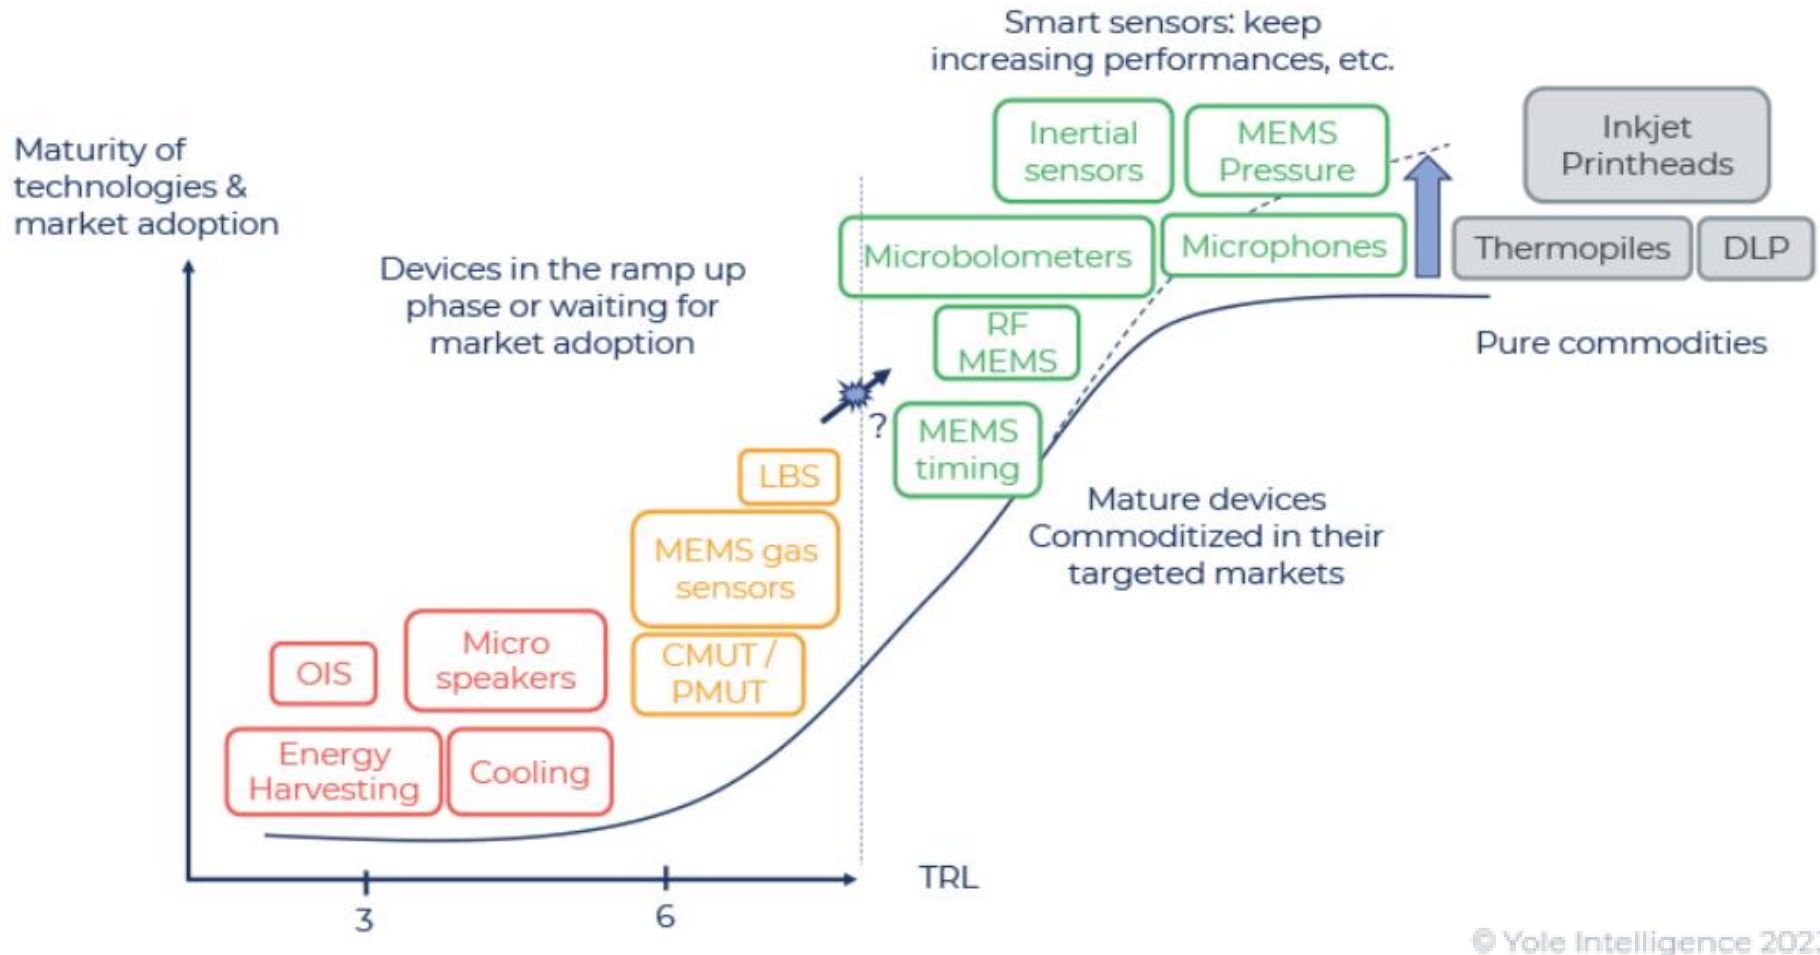 Smart sensors: keep
increasing performances, etc.
Maturity of
technologies &
market adoption
Devices in the ramp up
phase or waiting for
market adoption
Inertial
sensors
MEMS
Pressure
Inkjet
Printheads
Microbolometers
Microphones
Thermopiles
DLP
RF
MEMS
Pure commodities
?
MEMS
timing
LBS
MEMS gas
sensors
Mature devices
Commoditized in their
targeted markets
OIS
Micro
speakers
CMUT /
PMUT
Energy
Harvesting
Cooling
TRL
3
6
© Yole Intelligence